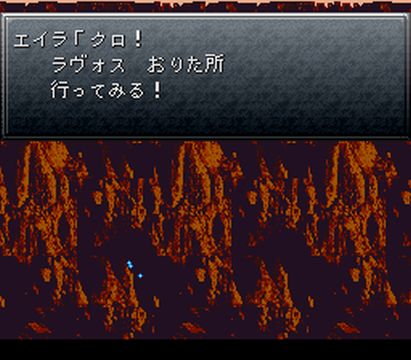 エイラ「クロ！
ラヴォス　おりた所
行ってみる！